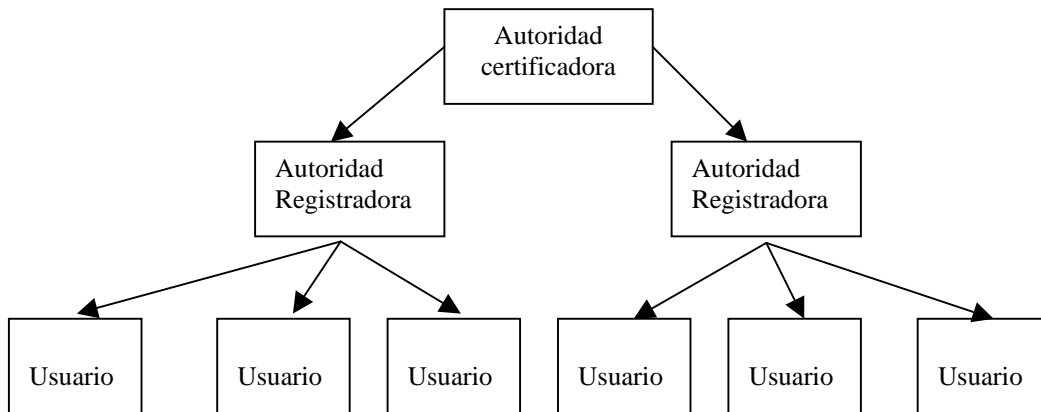 Autoridad
certificadora
Autoridad
Registradora
Autoridad
Registradora
Usuario
Usuario
Usuario
Usuario
Usuario
Usuario